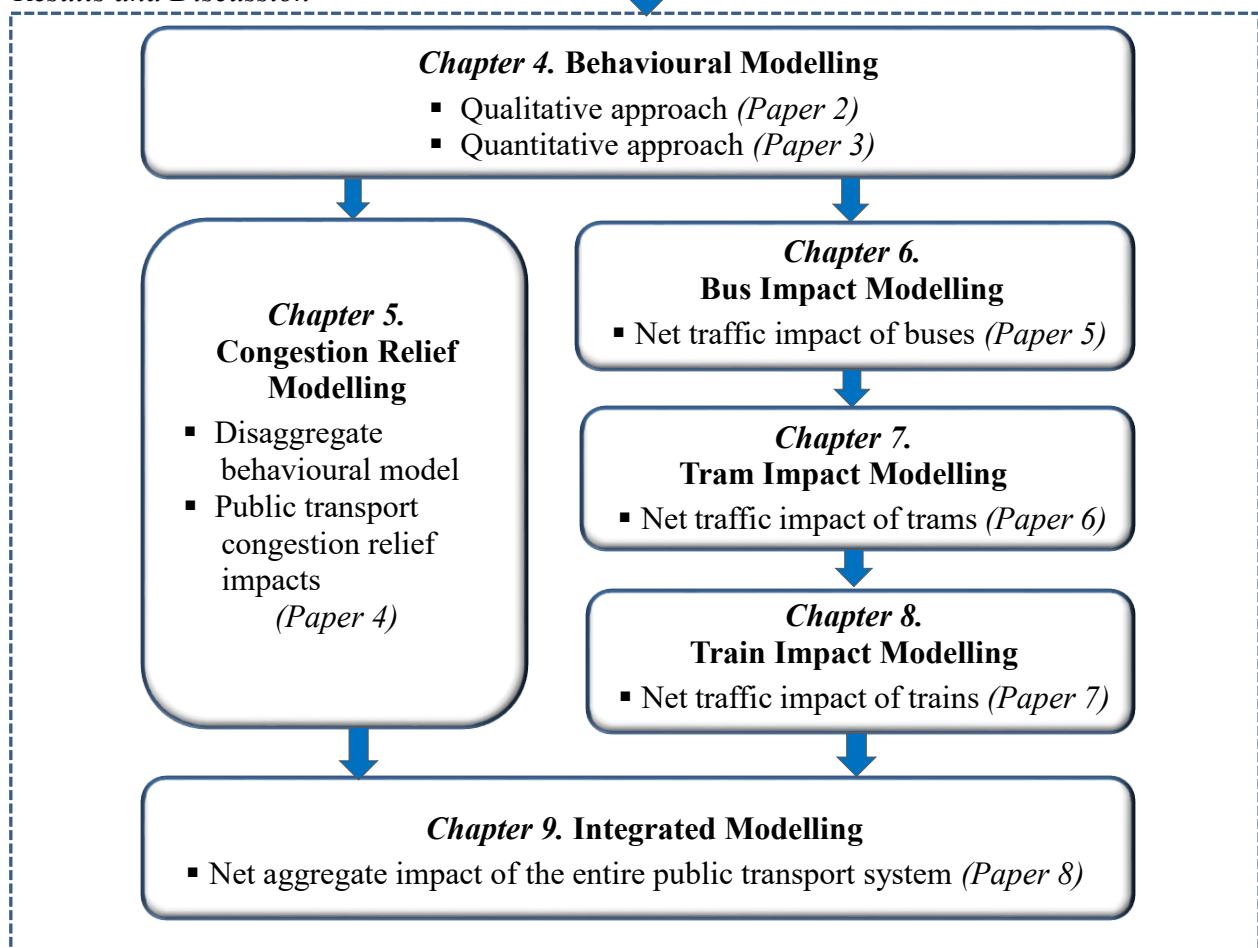 Results and Discussion
Chapter 4. Behavioural Modelling
▪ Qualitative approach (Paper 2)
▪ Quantitative approach (Paper 3)
Chapter 5.
Congestion Relief
Modelling
▪ Disaggregate
behavioural model
▪ Public transport
congestion relief
impacts
(Paper 4)
Chapter 6.
Bus Impact Modelling
▪ Net traffic impact of buses (Paper 5)
Chapter 7.
Tram Impact Modelling
▪ Net traffic impact of trams (Paper 6)
Chapter 8.
Train Impact Modelling
▪ Net traffic impact of trains (Paper 7)
Chapter 9. Integrated Modelling
▪ Net aggregate impact of the entire public transport system (Paper 8)